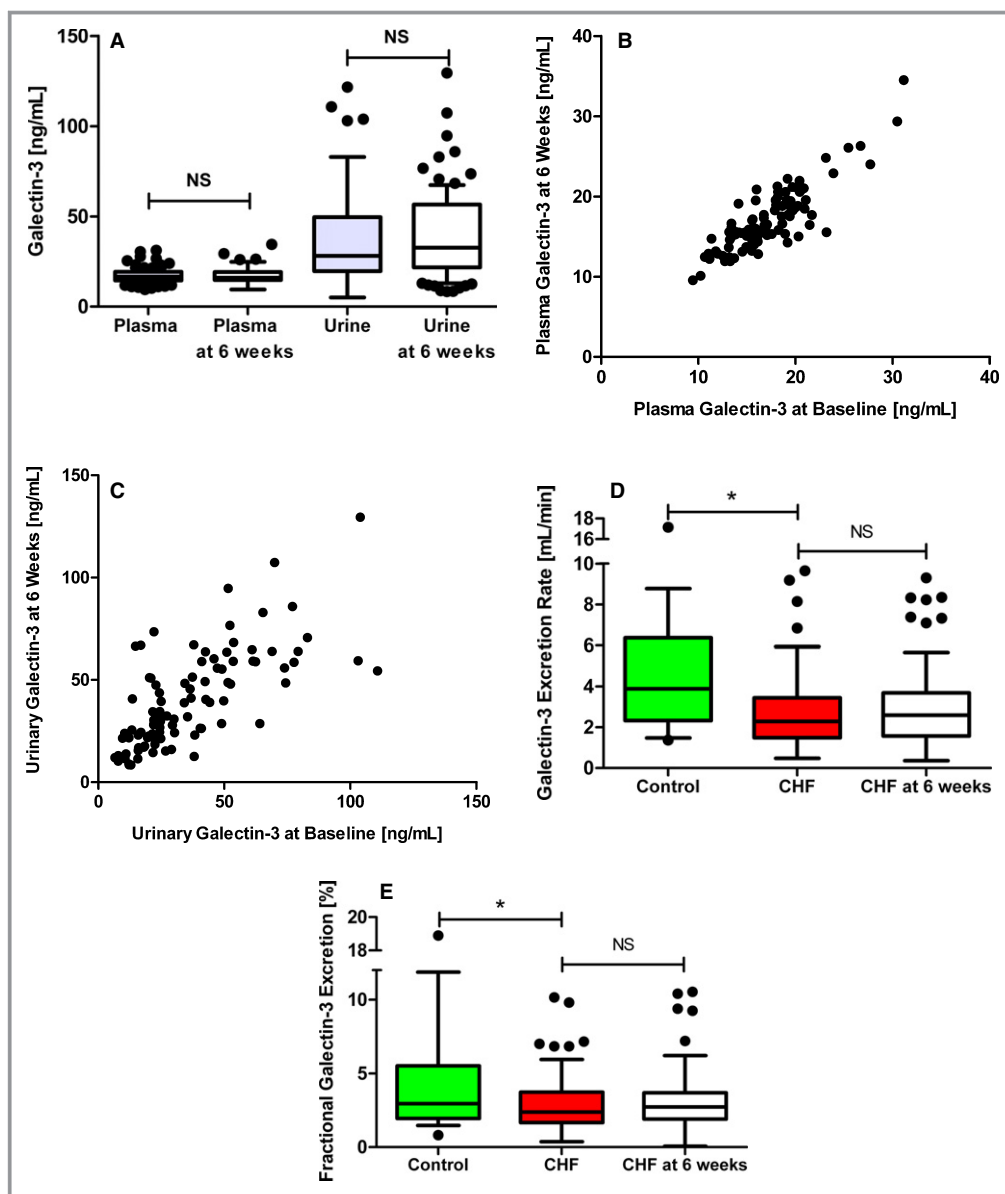 A
Galectin-3 [ng/mL]
150
100
50
0
NS
NS
Plasma
Plasma
at 6 weeks
Urine
Urine
at 6 weeks
B
Plasma Galectin-3 at 6 Weeks [ng/mL]
40
30
20
10
0
0
10
20
30
40
Plasma Galectin-3 at Baseline [ng/mL]
C
Urinary Galectin-3 at 6 Weeks [ng/mL]
150
100
50
0
0
50
100
150
Urinary Galectin-3 at Baseline [ng/mL]
D
Galectin-3 Excretion Rate [mL/min]
18
16
10
8
6
4
2
0
*
NS
Control
CHF
CHF at 6 weeks
E
Fractional Galectin-3 Excretion [%]
20
18
10
5
0
*
NS
Control
CHF
CHF at 6 weeks